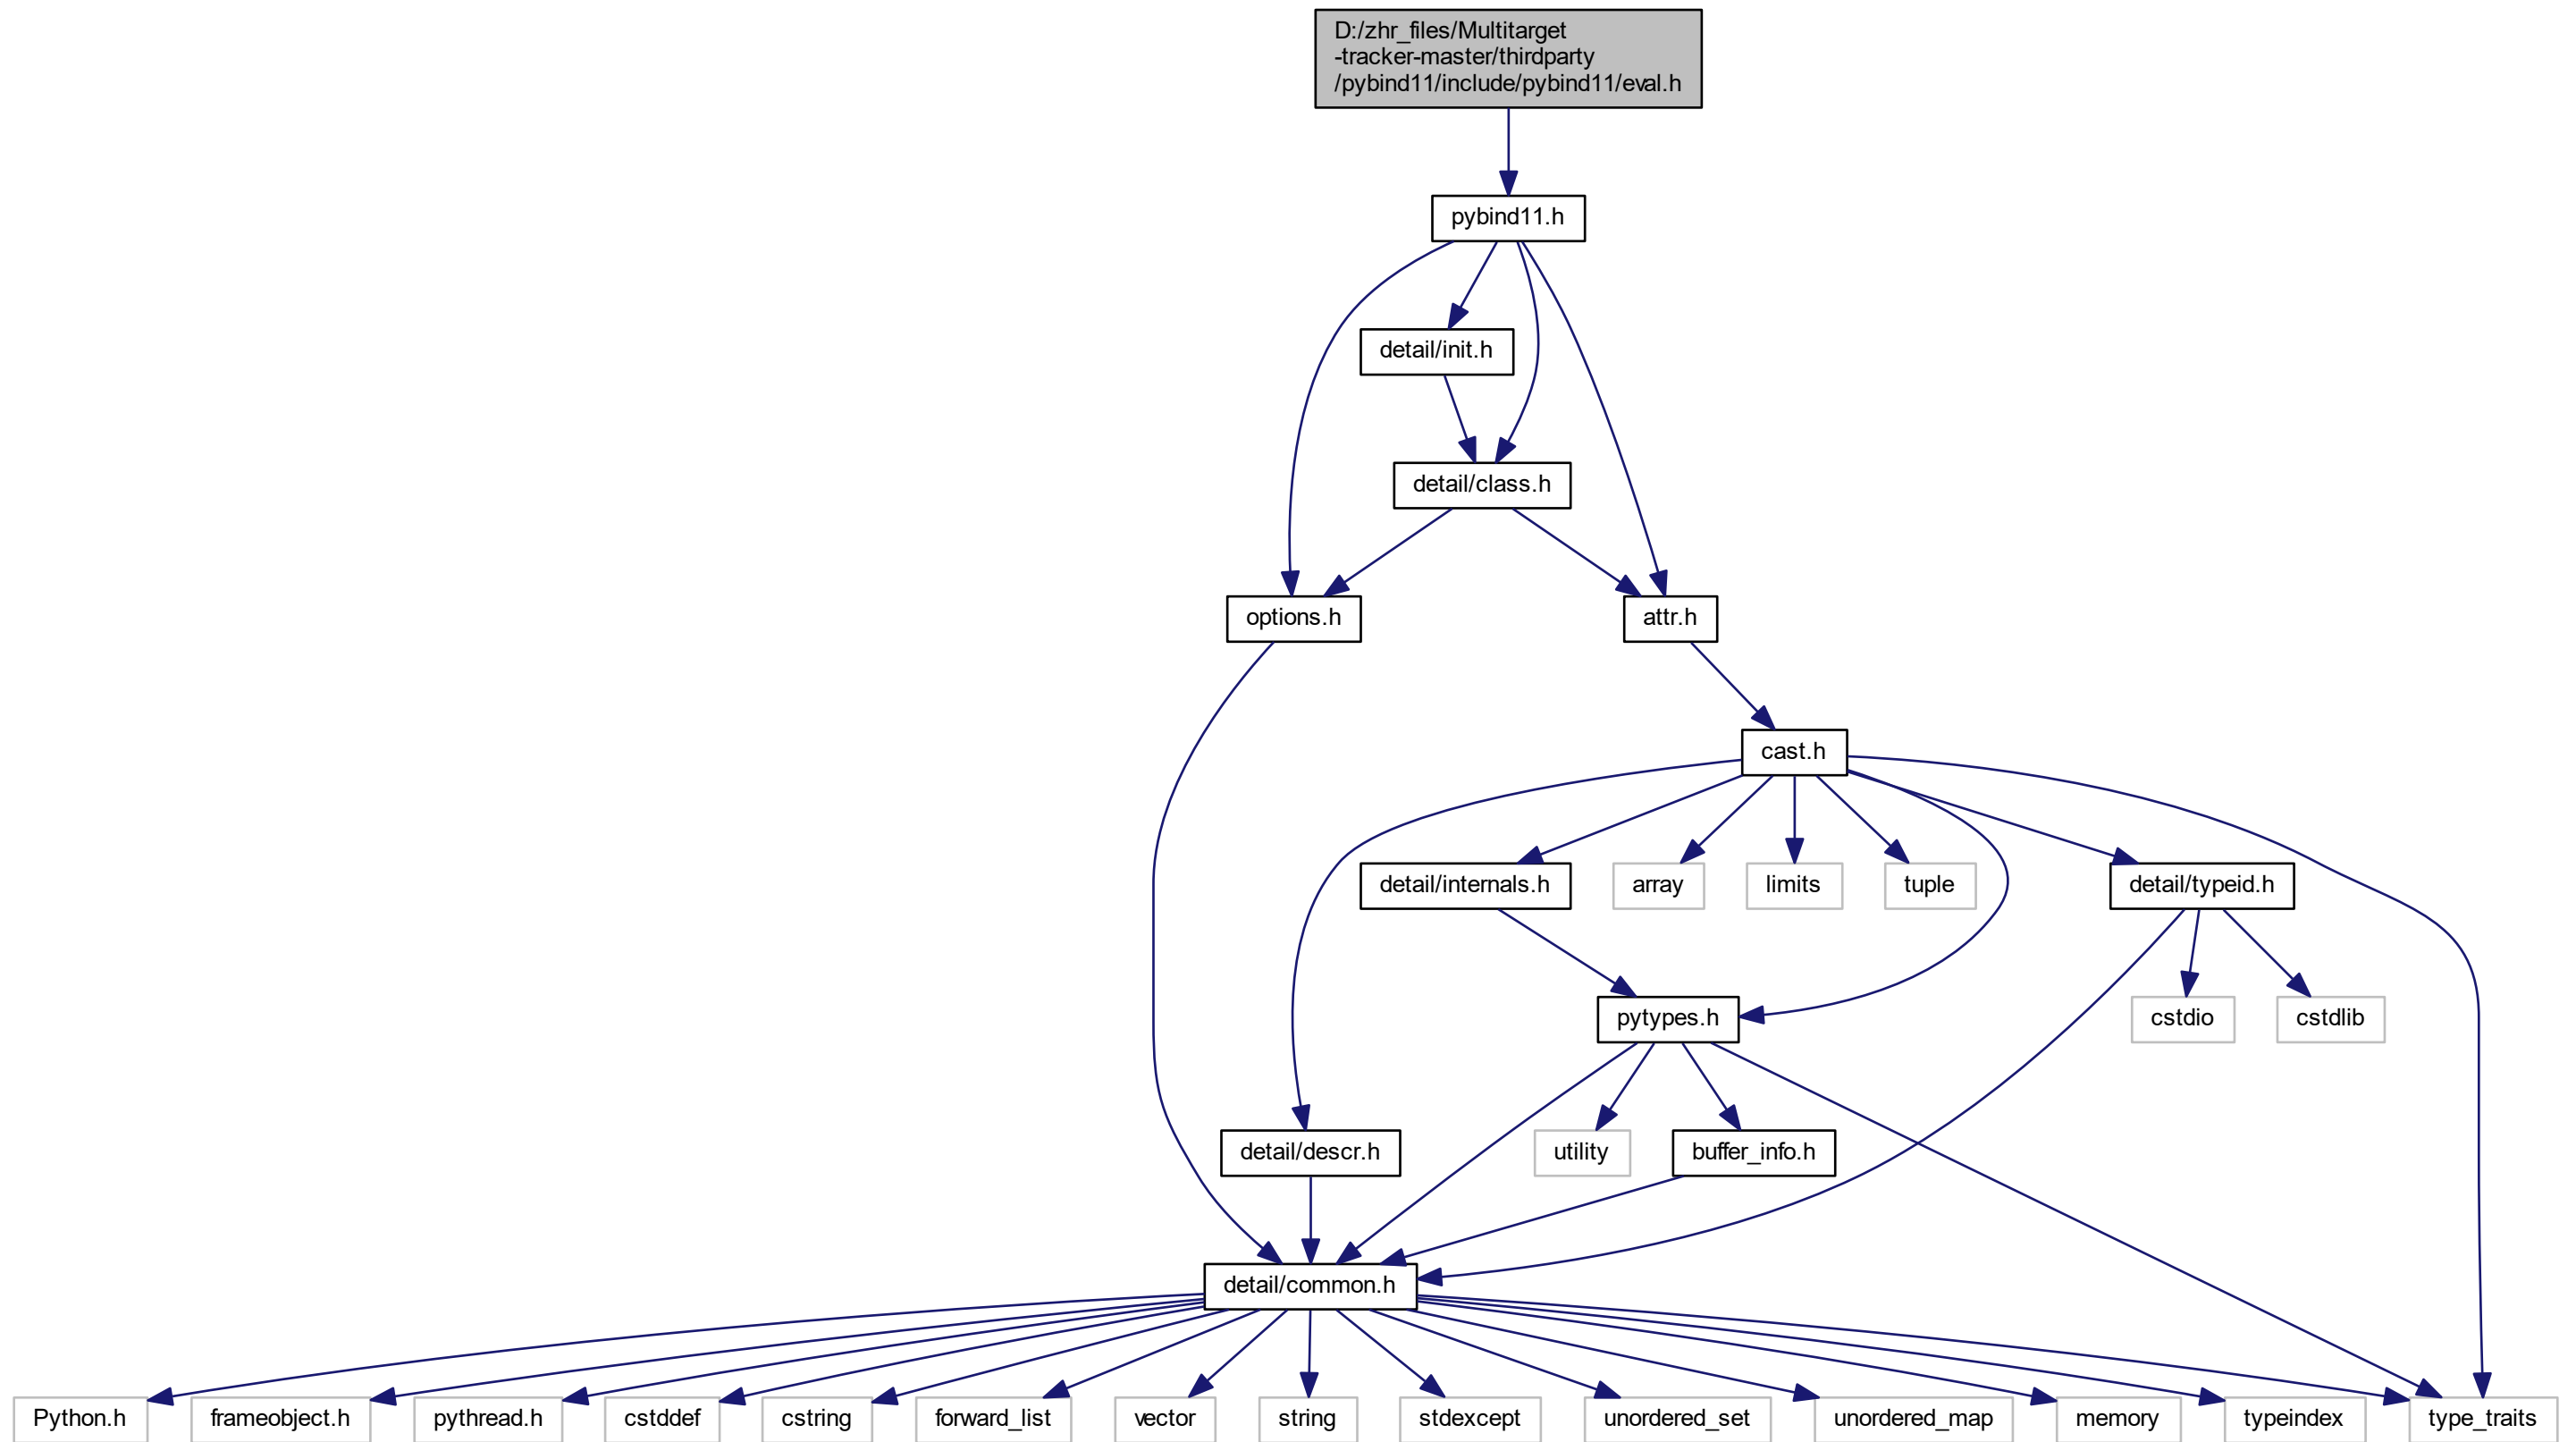 D:/zhr_files/Multitarget
-tracker-master/thirdparty
/pybind11/include/pybind11/eval.h
pybind11.h
detail/init.h
detail/class.h
options.h
attr.h
cast.h
detail/internals.h
array
limits
tuple
detail/typeid.h
pytypes.h
cstdio
cstdlib
detail/descr.h
utility
buffer_info.h
detail/common.h
Python.h
frameobject.h
pythread.h
cstddef
cstring
forward_list
vector
string
stdexcept
unordered_set
unordered_map
memory
typeindex
type_traits